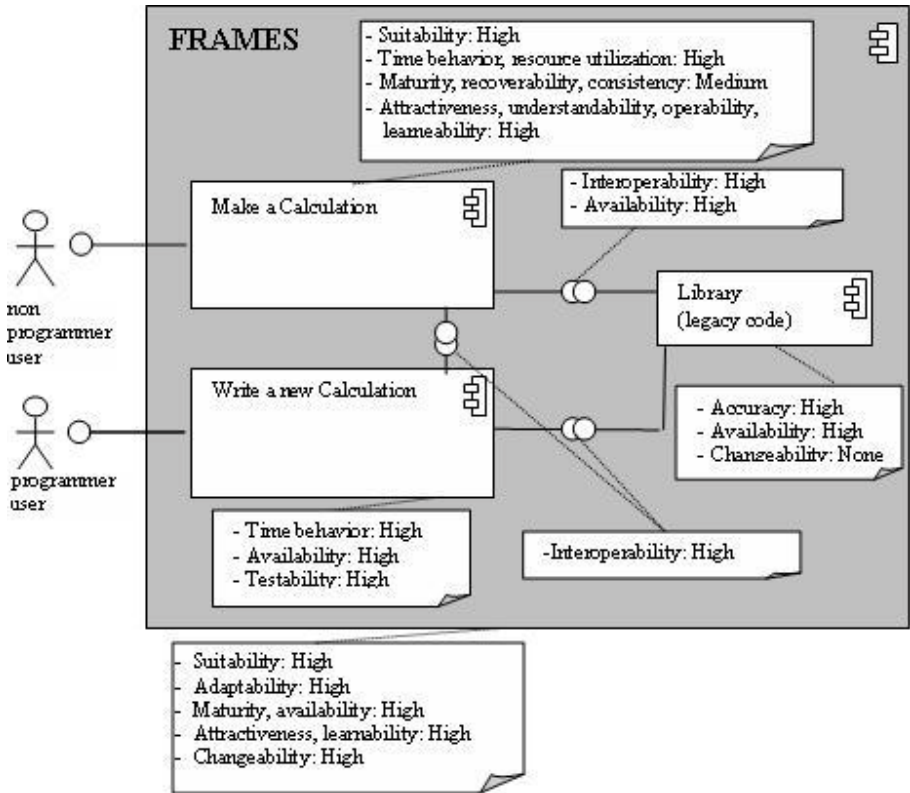 FRAMES
- Suitability: High
- Time behavior, resource utilization: High
- Maturity, recoverability, consistency: Medium
- Attractiveness, understandability, operability,
learneability: High
Make a Calculation
- Interoperability: High
- Availability: High
non
programmer
user
Library
(legacy code)
Write a new Calculation
- Accuracy: High
- Availability: High
- Changeability: None
programmer
user
- Time behavior: High
- Availability: High
- Testability: High
-Interoperability: High
- Suitability: High
- Adaptability: High
- Maturity, availability: High
- Attractiveness, learnability: High
- Changeability: High